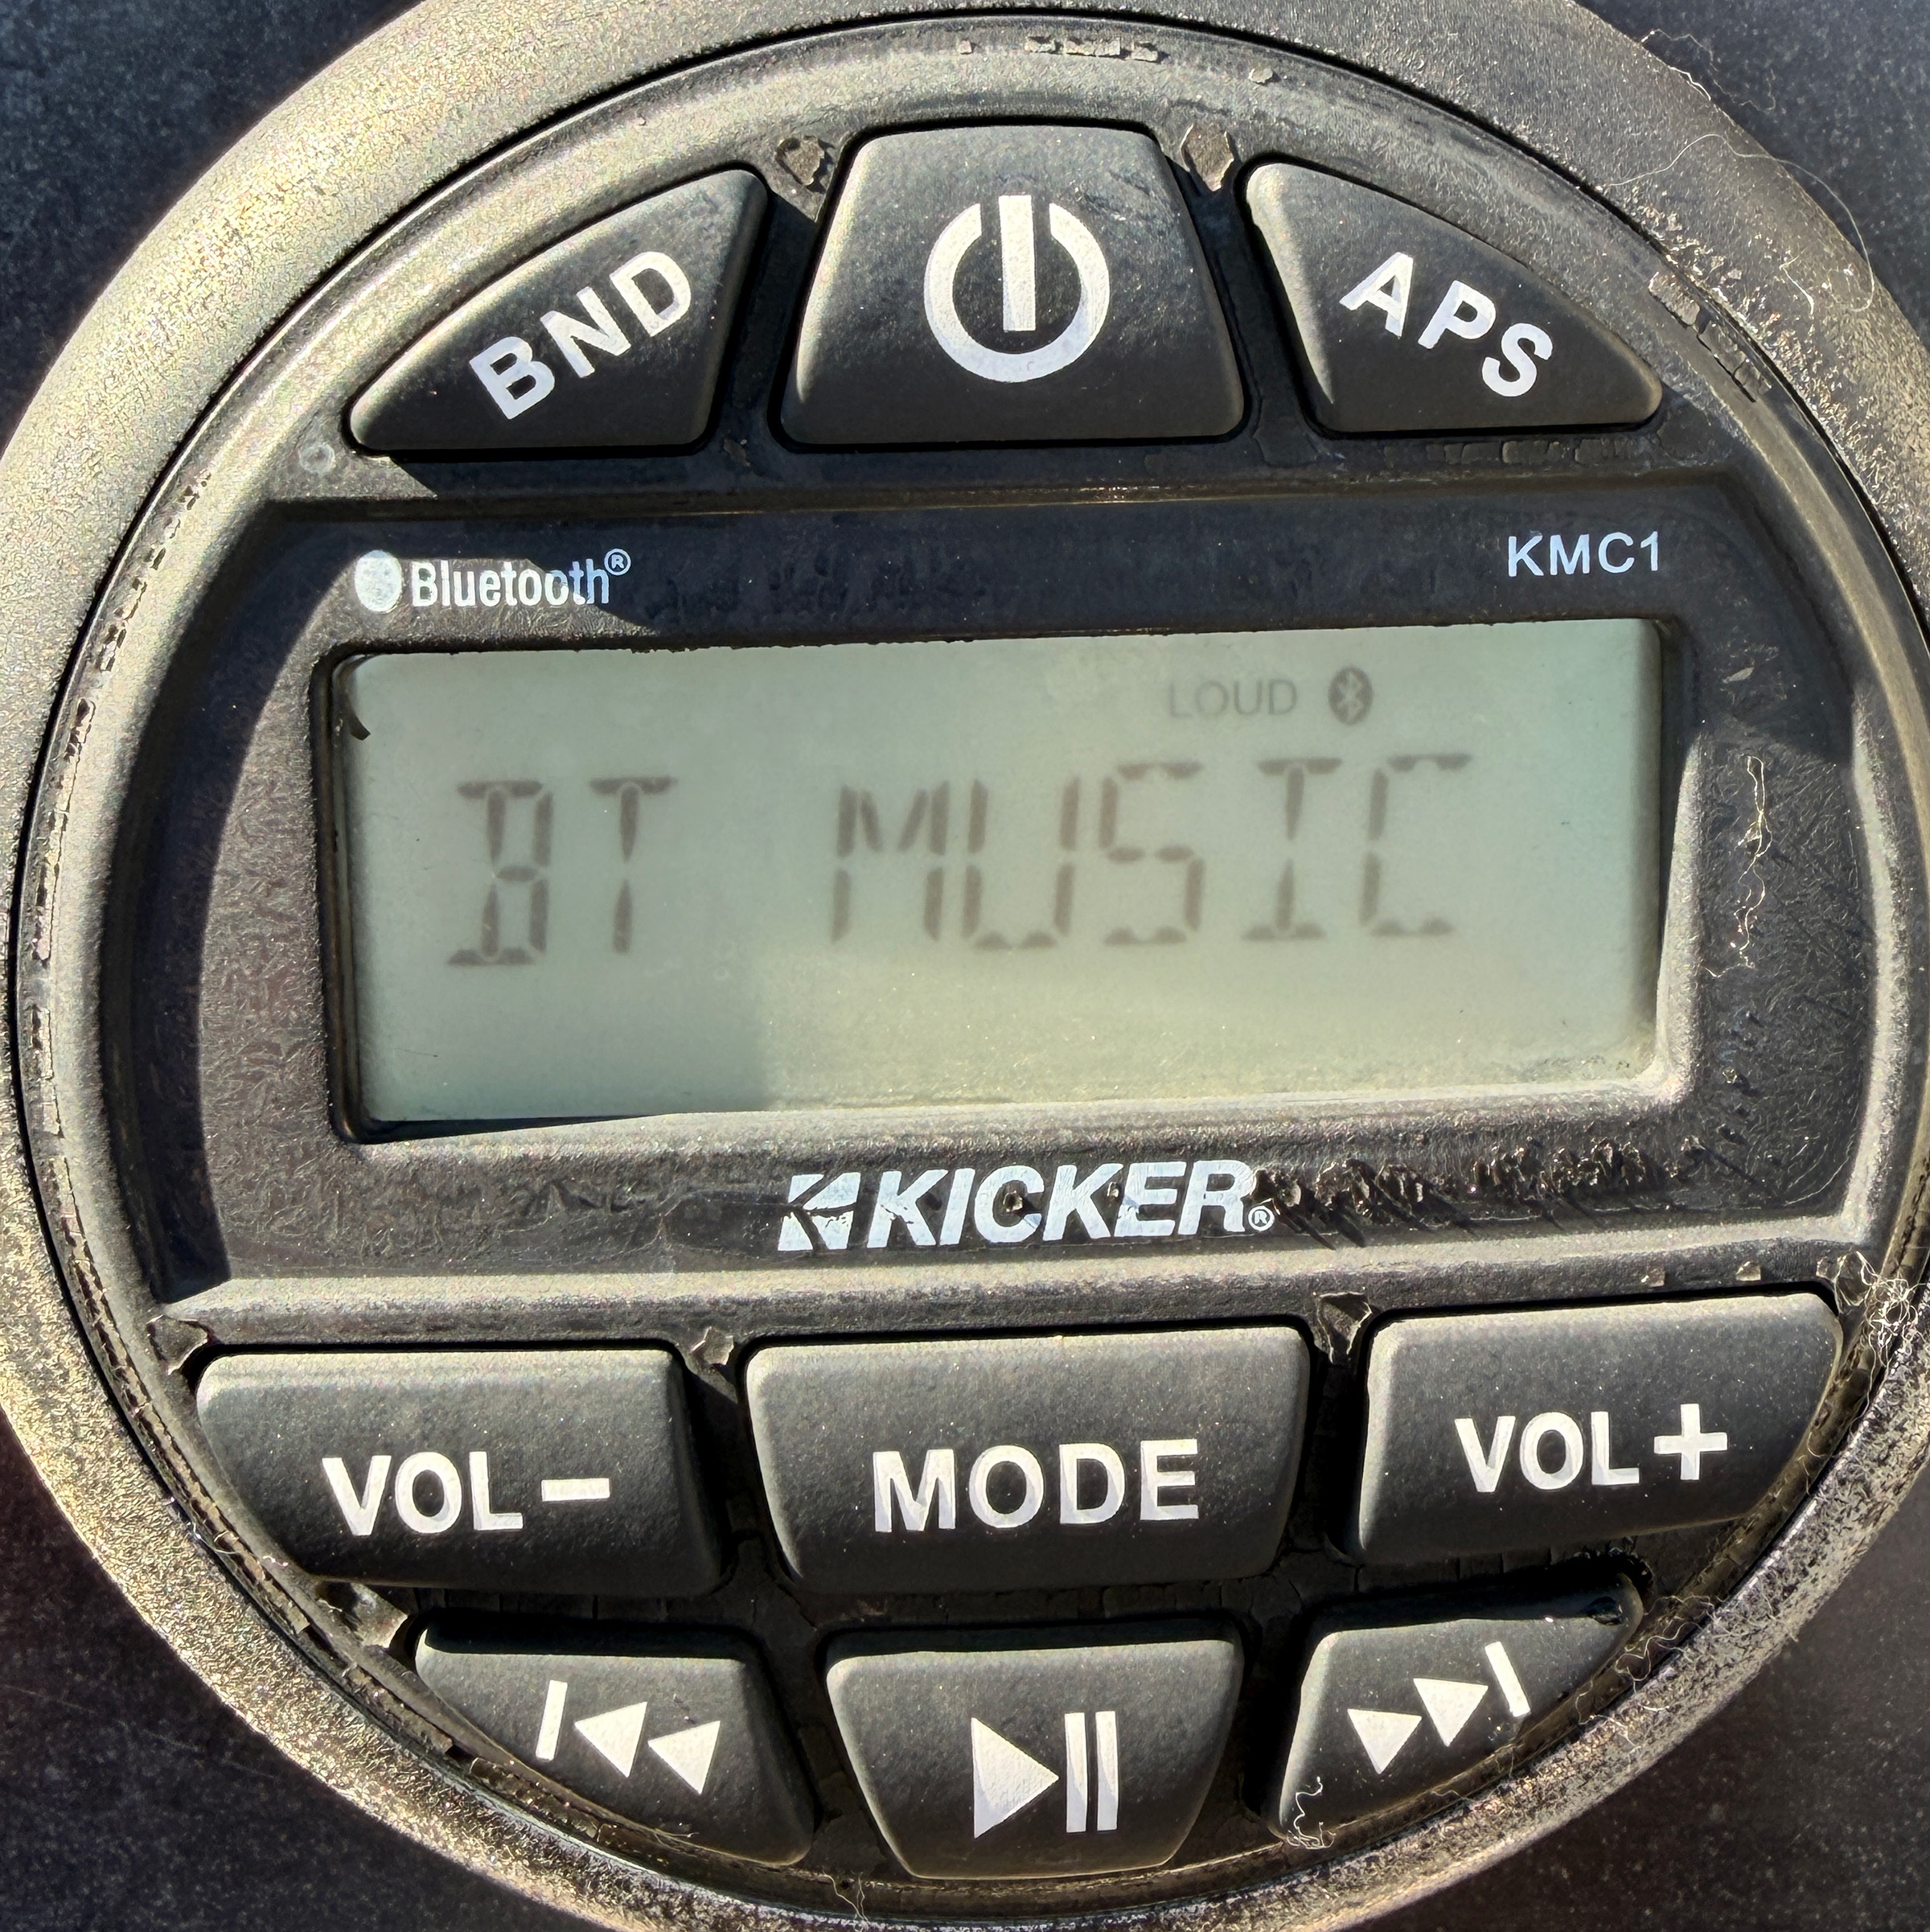 BND
APS
Bluetooth®
KMC1
LOUD
BT MUSIC
KICKER®
VOL-
MODE
VOL+